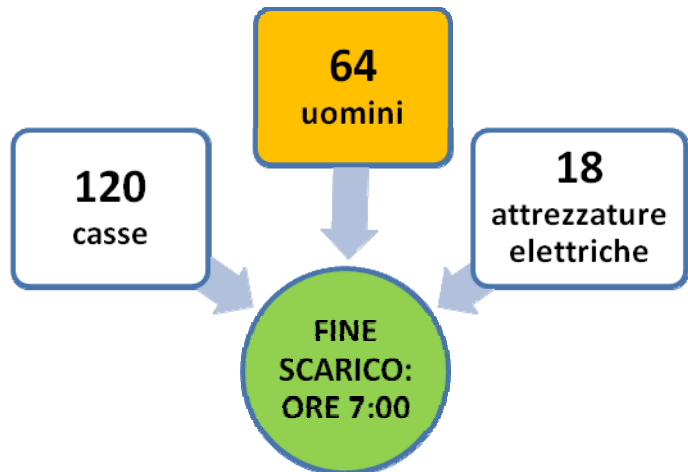 64
uomini
120
casse
18
attrezzature
elettriche
FINE
SCARICO:
ORE 7:00